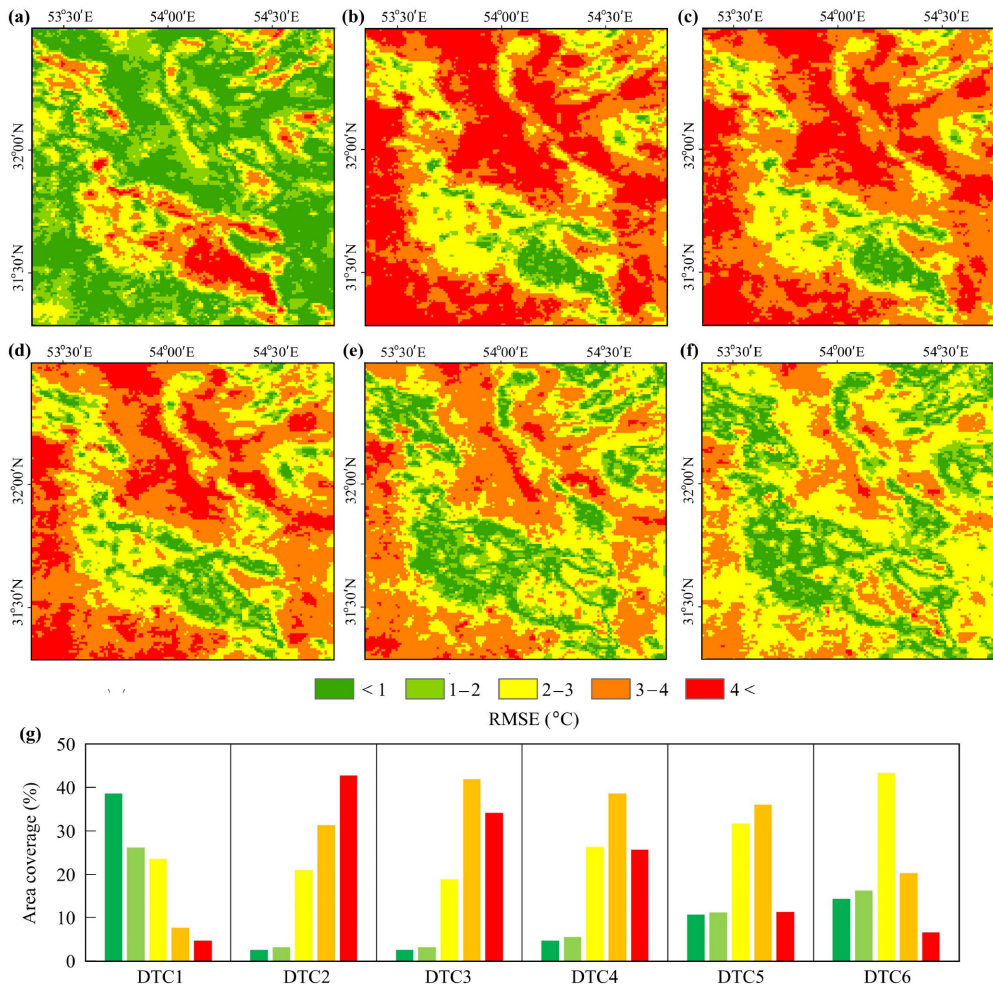 (a) 53°30′E 54°00′E 54°30′E
(b) 53°30′E 54°00′E 54°30′E
(c) 53°30′E 54°00′E 54°30′E
32°00′N
31°30′N
32°00′N
31°30′N
32°00′N
31°30′N
(d) 53°30′E 54°00′E 54°30′E
(e) 53°30′E 54°00′E 54°30′E
(f) 53°30′E 54°00′E 54°30′E
32°00′N
31°30′N
32°00′N
31°30′N
32°00′N
31°30′N
< 1 1–2 2–3 3–4 4 <
RMSE (°C)
(g)
Area coverage (%)
50
40
30
20
10
0
DTC1 DTC2 DTC3 DTC4 DTC5 DTC6